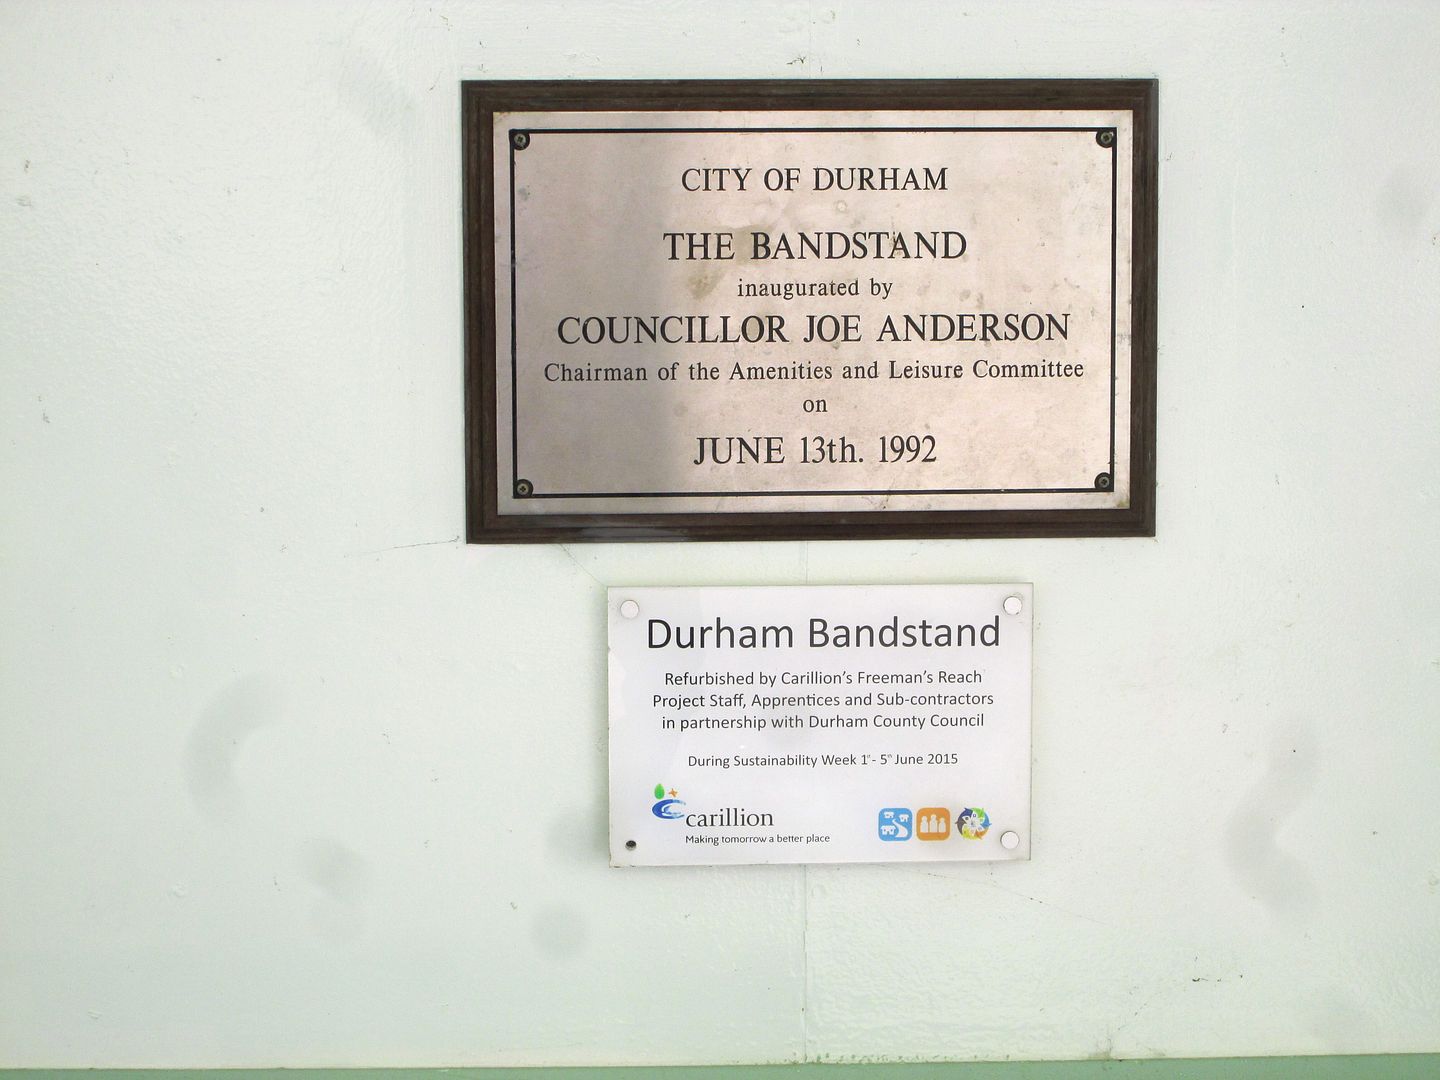 CITY OF DURHAM
THE BANDSTAND
inaugurated by
COUNCILLOR JOE ANDERSON
Chairman of the Amenities and Leisure Committee
on
JUNE 13th. 1992
Durham Bandstand
Refurbished by Carillion's Freeman's Reach
Project Staff, Apprentices and Sub-contractors
in partnership with Durham County Council
During Sustainability Week 1st - 5th June 2015
carillion
Making tomorrow a better place